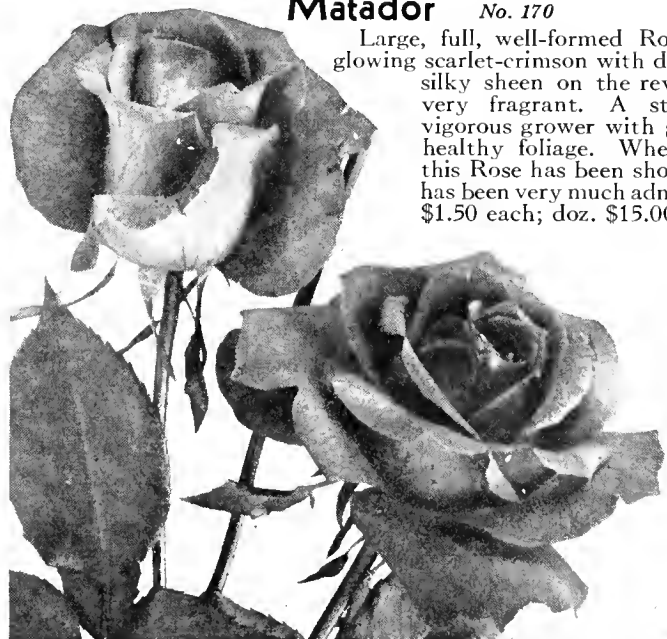 Matador No. 170
Large, full, well-formed Ro
glowing scarlet-crimson with d
silky sheen on the rev
very fragrant. A st
vigorous grower with
healthy foliage. Whe
this Rose has been sho
has been very much adm
$1.50 each; doz. $15.00